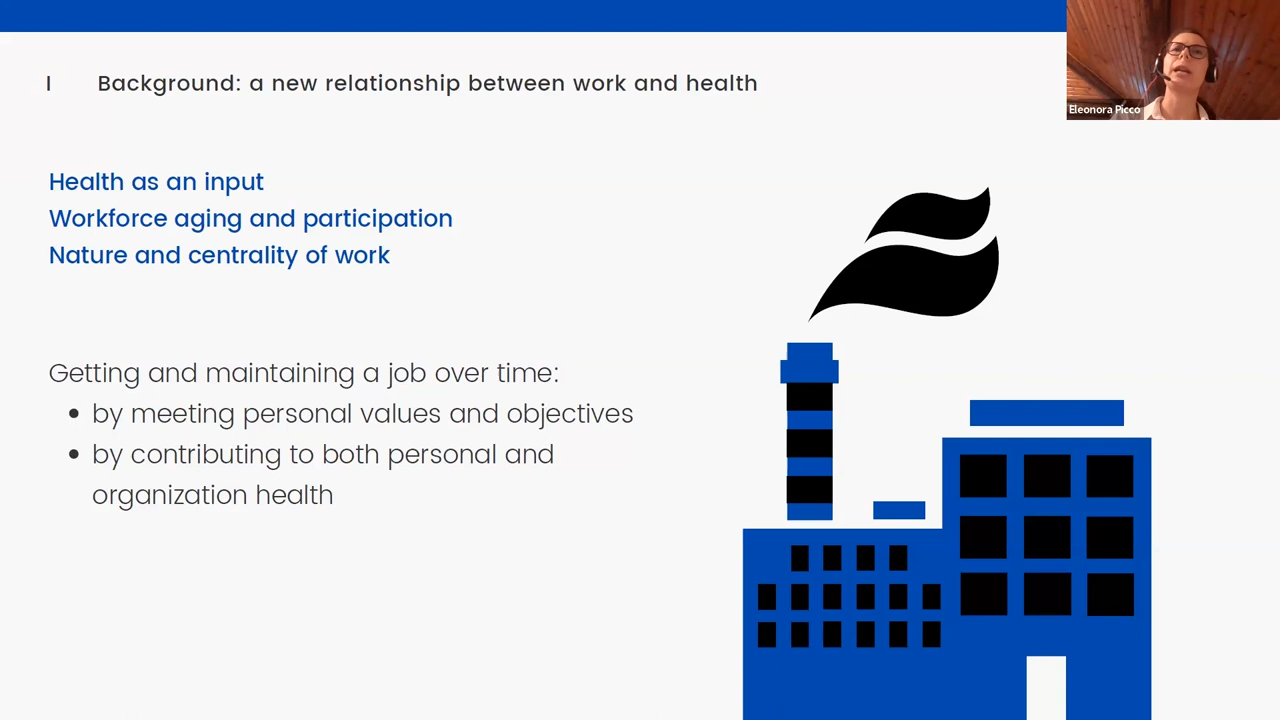 I Background: a new relationship between work and health
Eleonora Picco
Health as an input
Workforce aging and participation
Nature and centrality of work
Getting and maintaining a job over time:
• by meeting personal values and objectives
• by contributing to both personal and
organization health